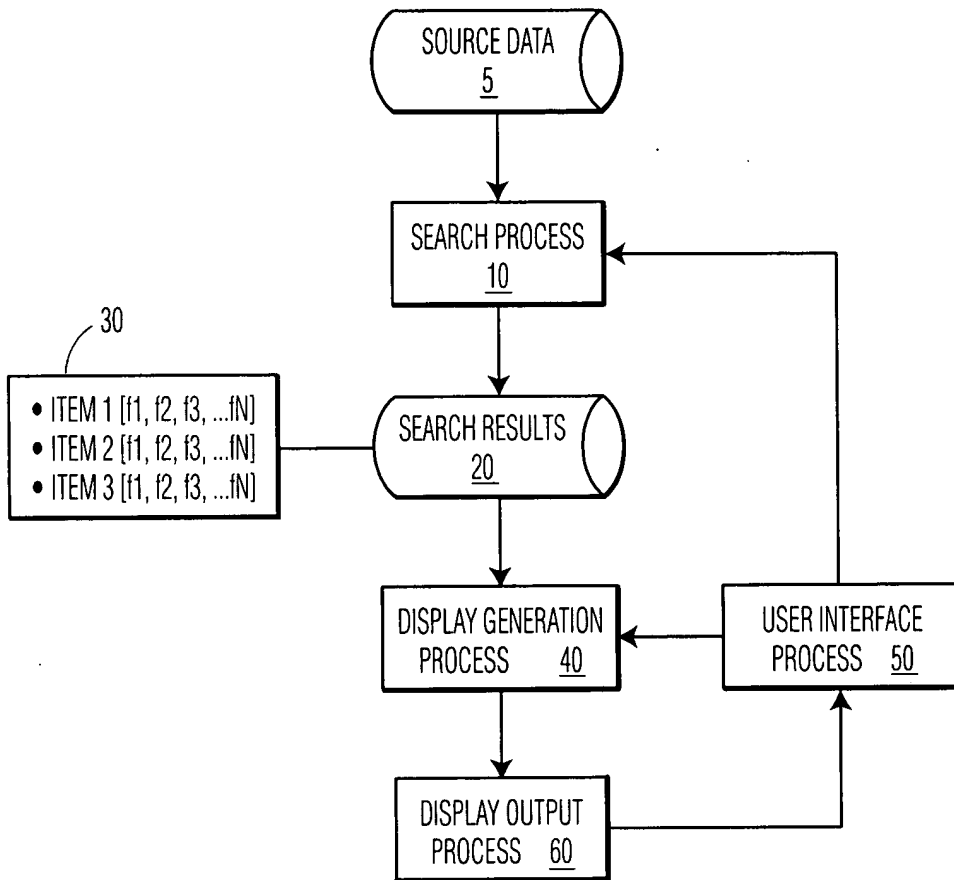 SOURCE DATA
5
SEARCH PROCESS
10
30
• ITEM 1 [f1, f2, f3, ...fN]
• ITEM 2 [f1, f2, f3, ...fN]
• ITEM 3 [f1, f2, f3, ...fN]
SEARCH RESULTS
20
DISPLAY GENERATION
PROCESS 40
USER INTERFACE
PROCESS 50
DISPLAY OUTPUT
PROCESS 60